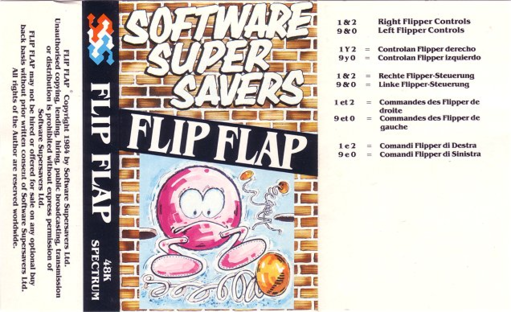 FLIP FLAP © Copyright 1984 by Software Supersavers Ltd.
Unauthorised copying, lending, hiring, public broadcasting, transmission
or distribution is prohibited without express permission of
Software Supersavers Ltd.
FLIP FLAP may not be hired or offered for sale on any optional buy
back basis without prior written consent of Software Supersavers Ltd.
All rights of the Author are reserved worldwide.
SSS
FLIP FLAP
48K
SPECTRUM
SOFTWARE
SUPER
SAVERS
FLIP FLAP
1 & 2 Right Flipper Controls
9 & 0 Left Flipper Controls
1 Y 2 = Controlan Flipper derecho
9 y 0 = Controlan Flipper izquierdo
1 & 2 = Rechte Flipper-Steuerung
9 & 0 = Linke Flipper-Steuerung
1 et 2 = Commandes des Flipper de
droite
9 et 0 = Commandes des Flipper de
gauche
1 e 2 = Comandi Flipper di Destra
9 e 0 = Comandi Flipper di Sinistra